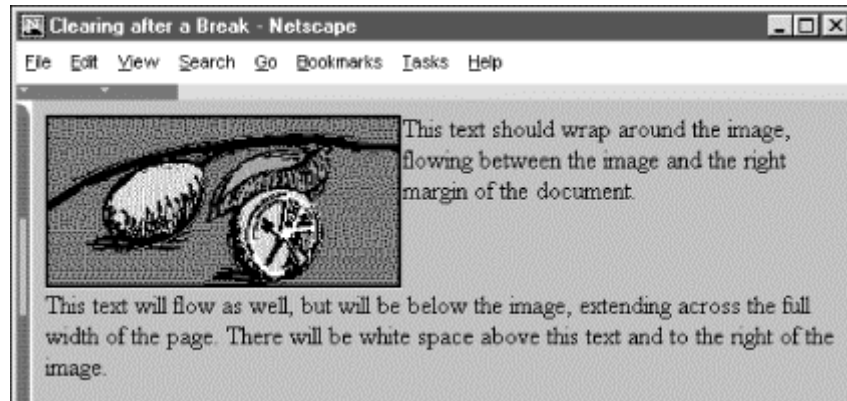 Clearing after a Break - Netscape
File Edit View Search Go Bookmarks Tasks Help
This text should wrap around the image,
flowing between the image and the right
margin of the document.
This text will flow as well, but will be below the image, extending across the full
width of the page. There will be white space above this text and to the right of the
image.